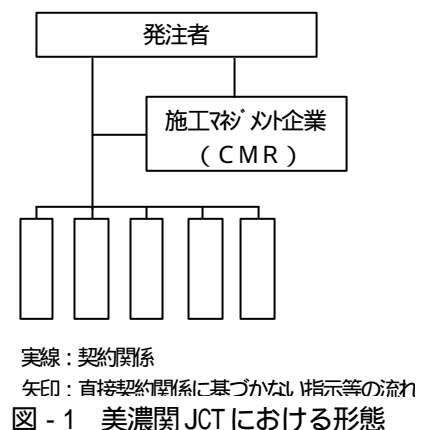 発注者
施工マネジメント企業
(CMR)
実線：契約関係
矢印：直接契約関係に基づかない指示等の流れ
図-1 美濃関JCTにおける形態